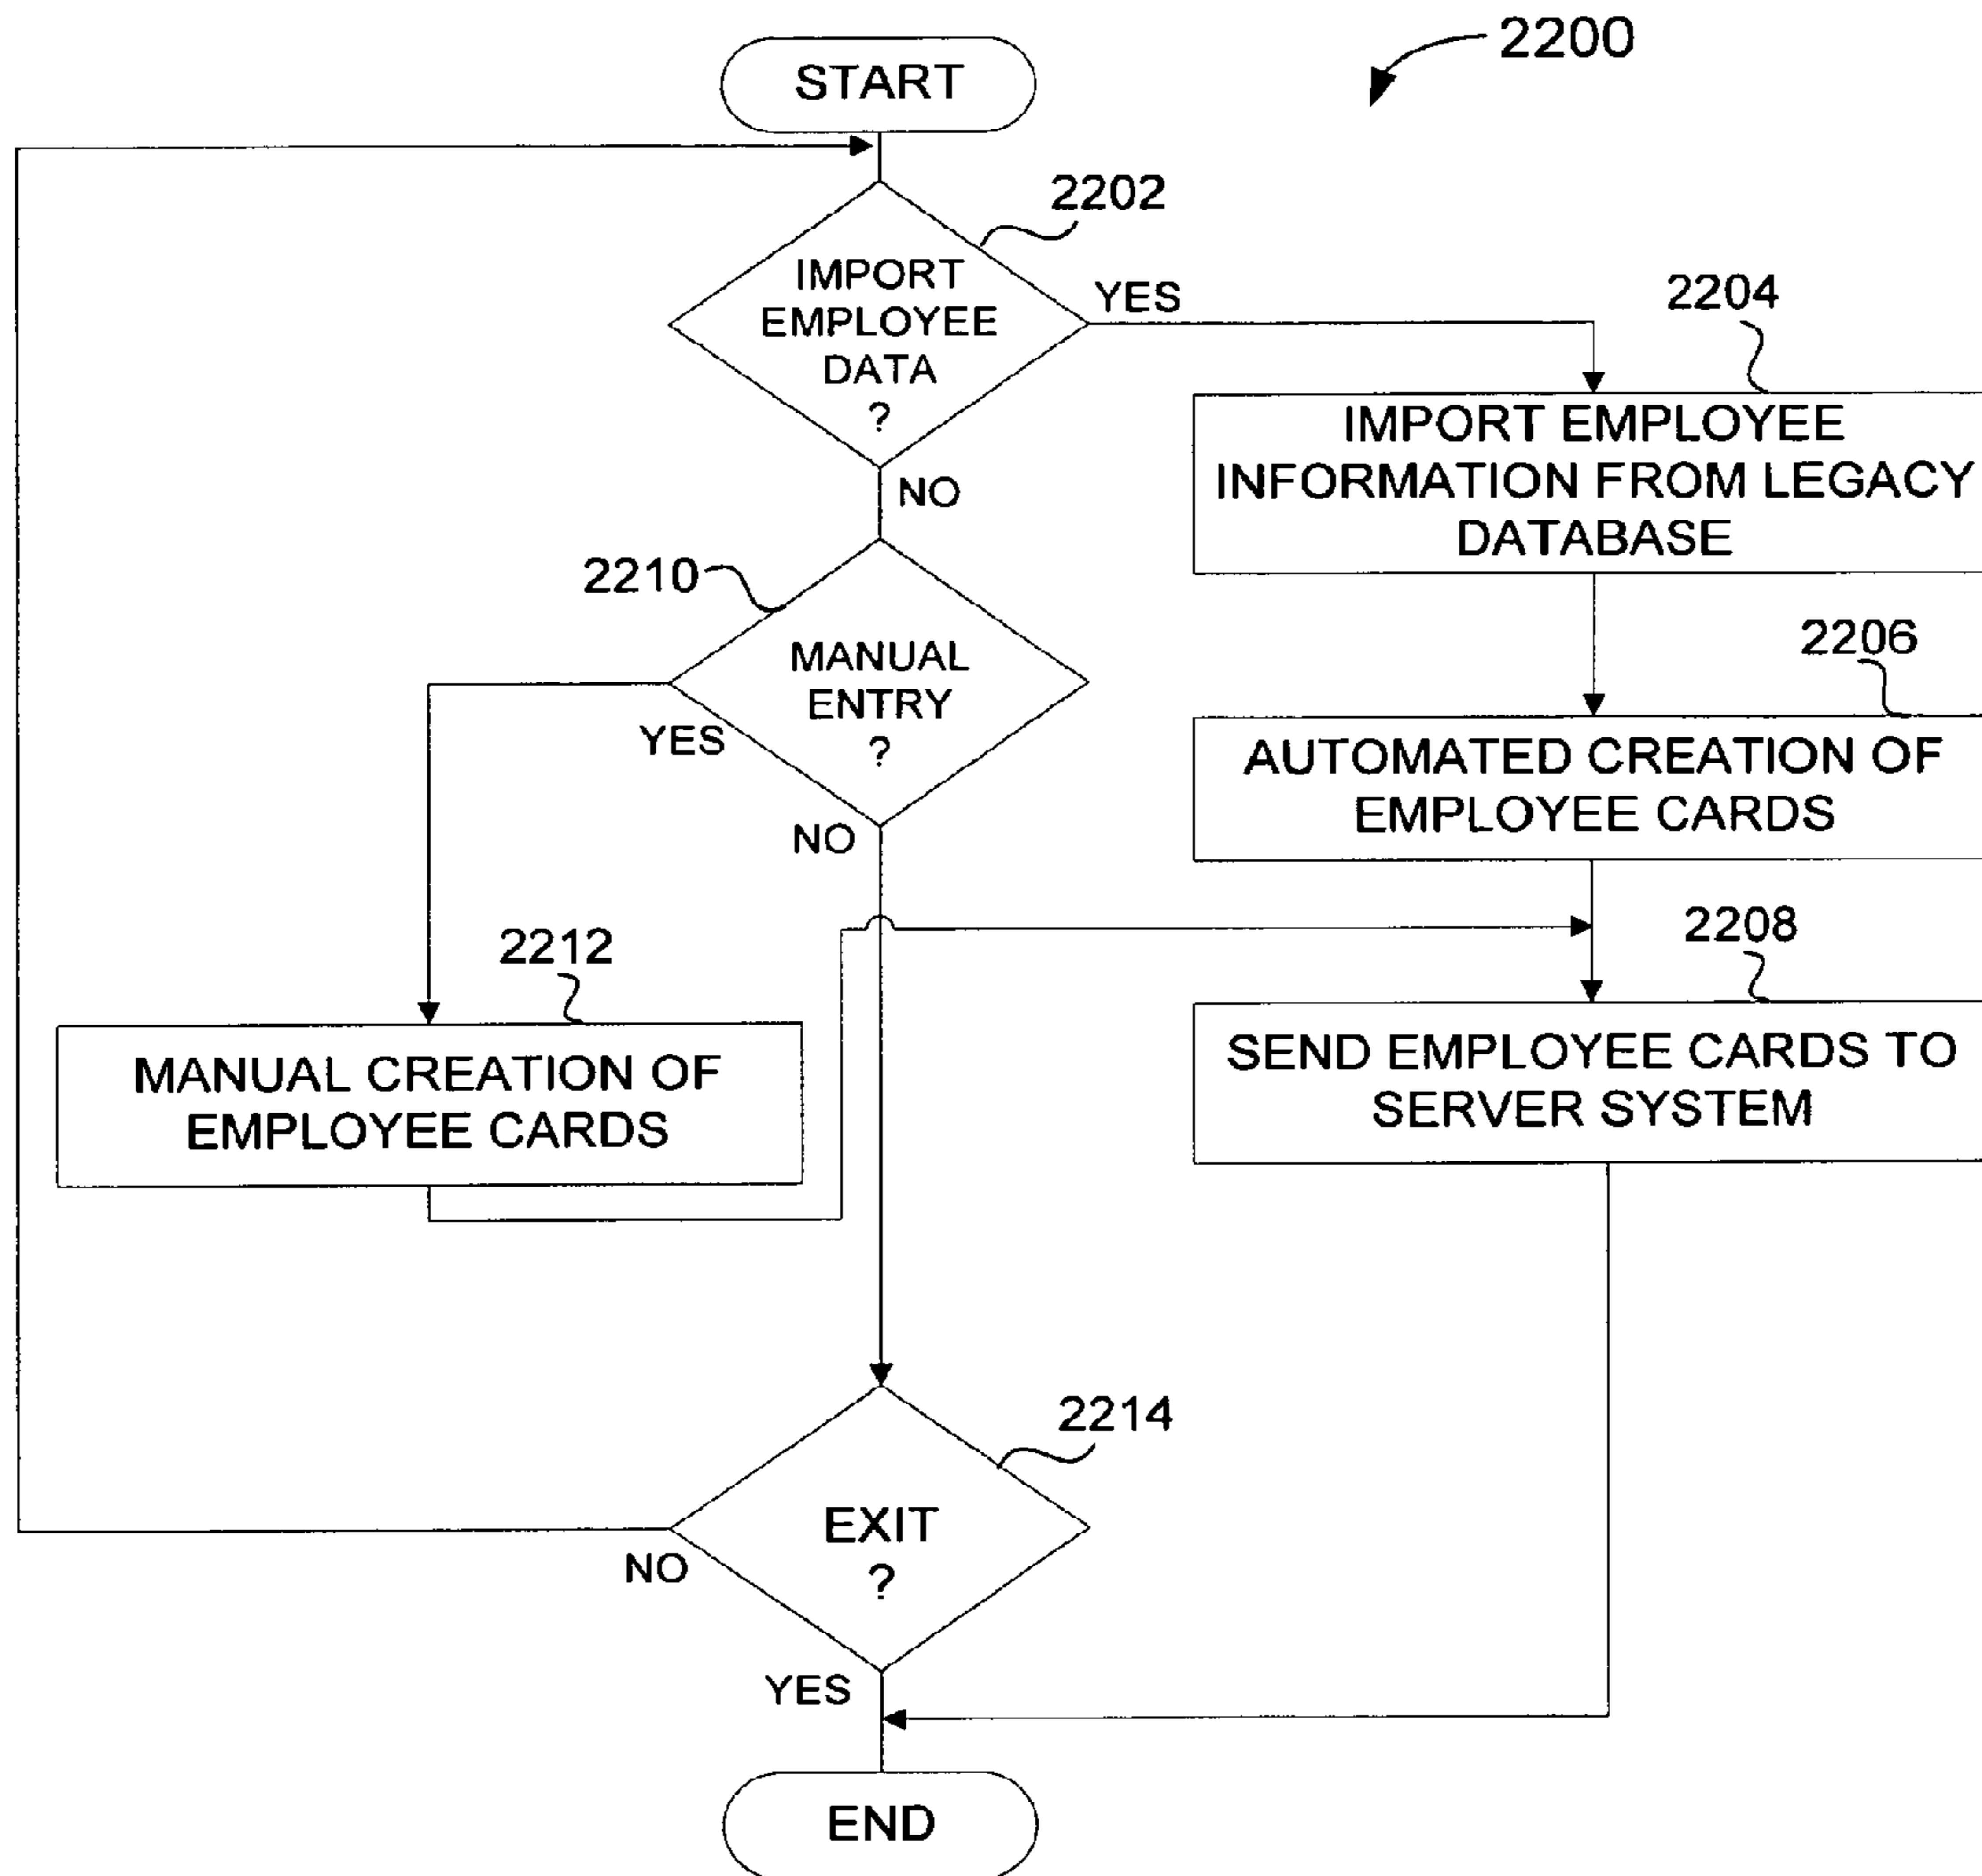 2200
START
2202
IMPORT
EMPLOYEE
DATA
?
YES
NO
2204
IMPORT EMPLOYEE
INFORMATION FROM LEGACY
DATABASE
2210
MANUAL
ENTRY
?
YES
NO
2206
AUTOMATED CREATION OF
EMPLOYEE CARDS
2212
MANUAL CREATION OF
EMPLOYEE CARDS
2208
SEND EMPLOYEE CARDS TO
SERVER SYSTEM
2214
EXIT
?
NO
YES
END